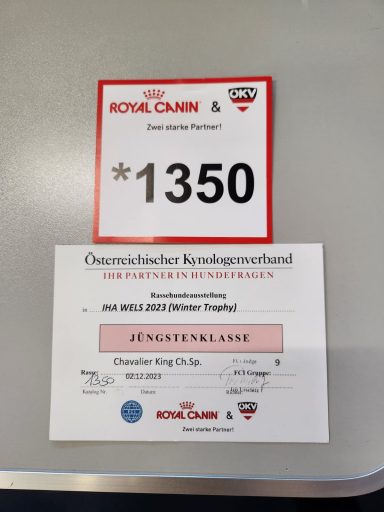 ROYAL CANIN & ÖKV
Zwei starke Partner!
*1350
Österreichischer Kynologenverband
IHR PARTNER IN HUNDEFRAGEN
Rassehundeausstellung
in IHA WELS 2023 (Winter Trophy)
JÜNGSTENKLASSE
Chavalier King Ch.Sp. 9
Rasse: FCI Gruppe:
1350 02.12.2023
Katalog Nr. Datum:
FCI ROYAL CANIN & ÖKV
Zwei starke Partner!